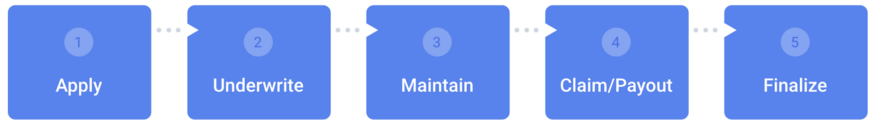 1
Apply
2
Underwrite
3
Maintain
4
Claim/Payout
5
Finalize